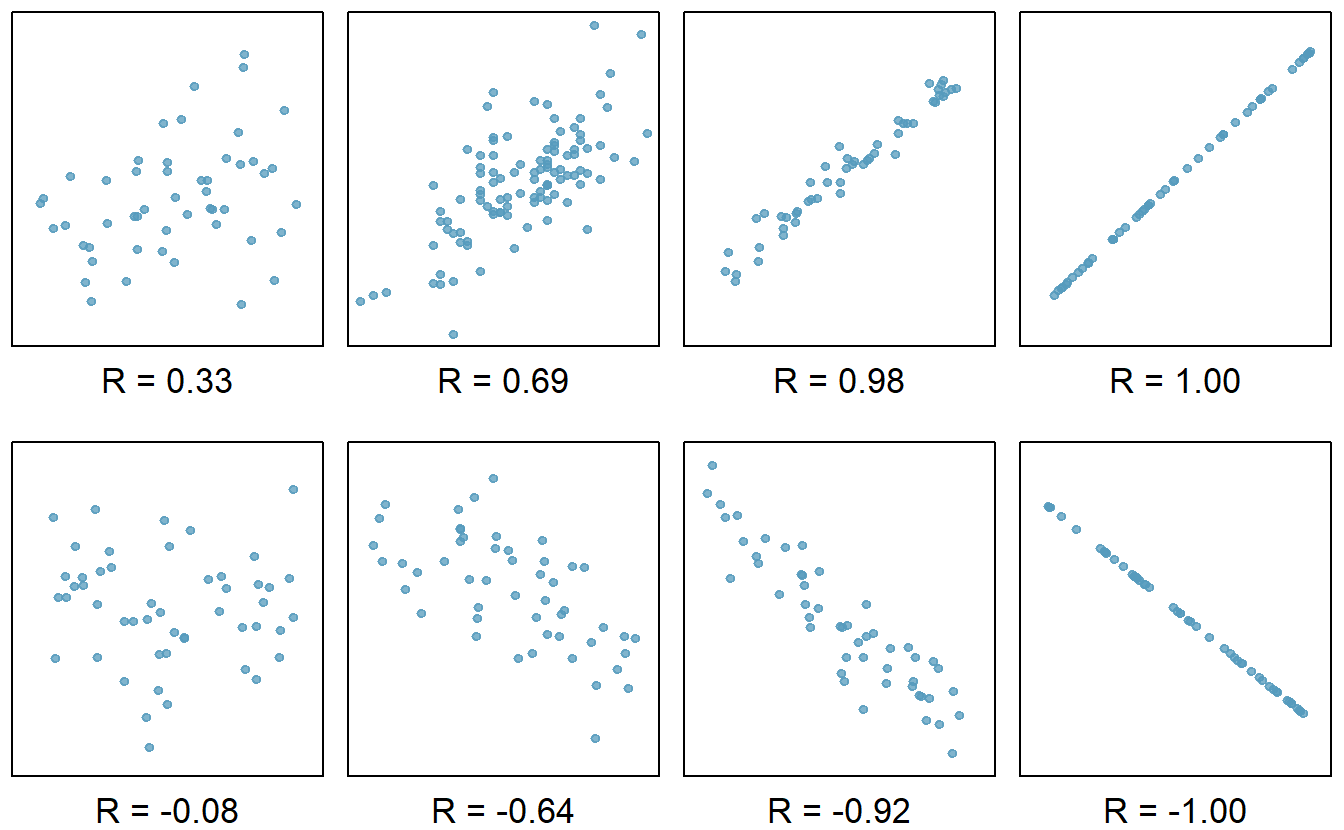 R = 0.33
R = 0.69
R = 0.98
R = 1.00
R = -0.08
R = -0.64
R = -0.92
R = -1.00